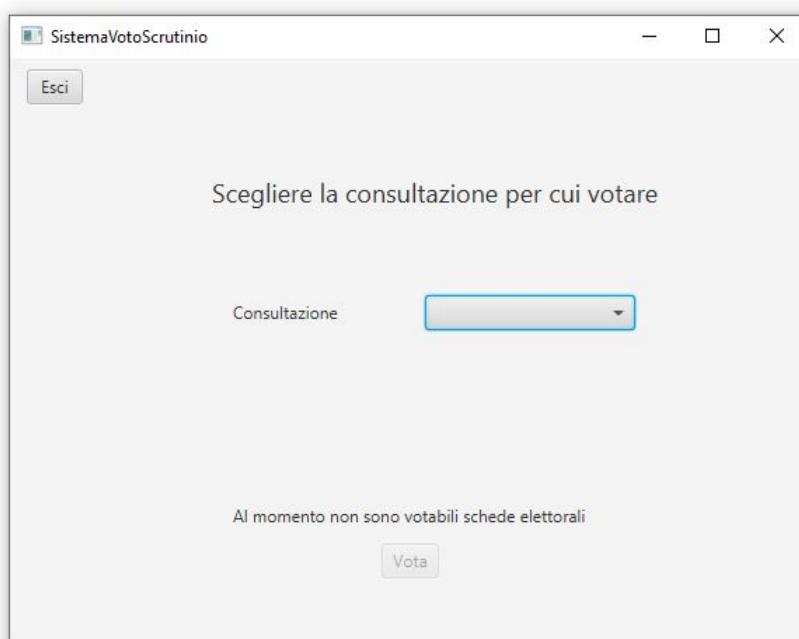 SistemaVotoScrutinio
Esci
Scegliere la consultazione per cui votare
Consultazione
Al momento non sono votabili schede elettorali
Vota